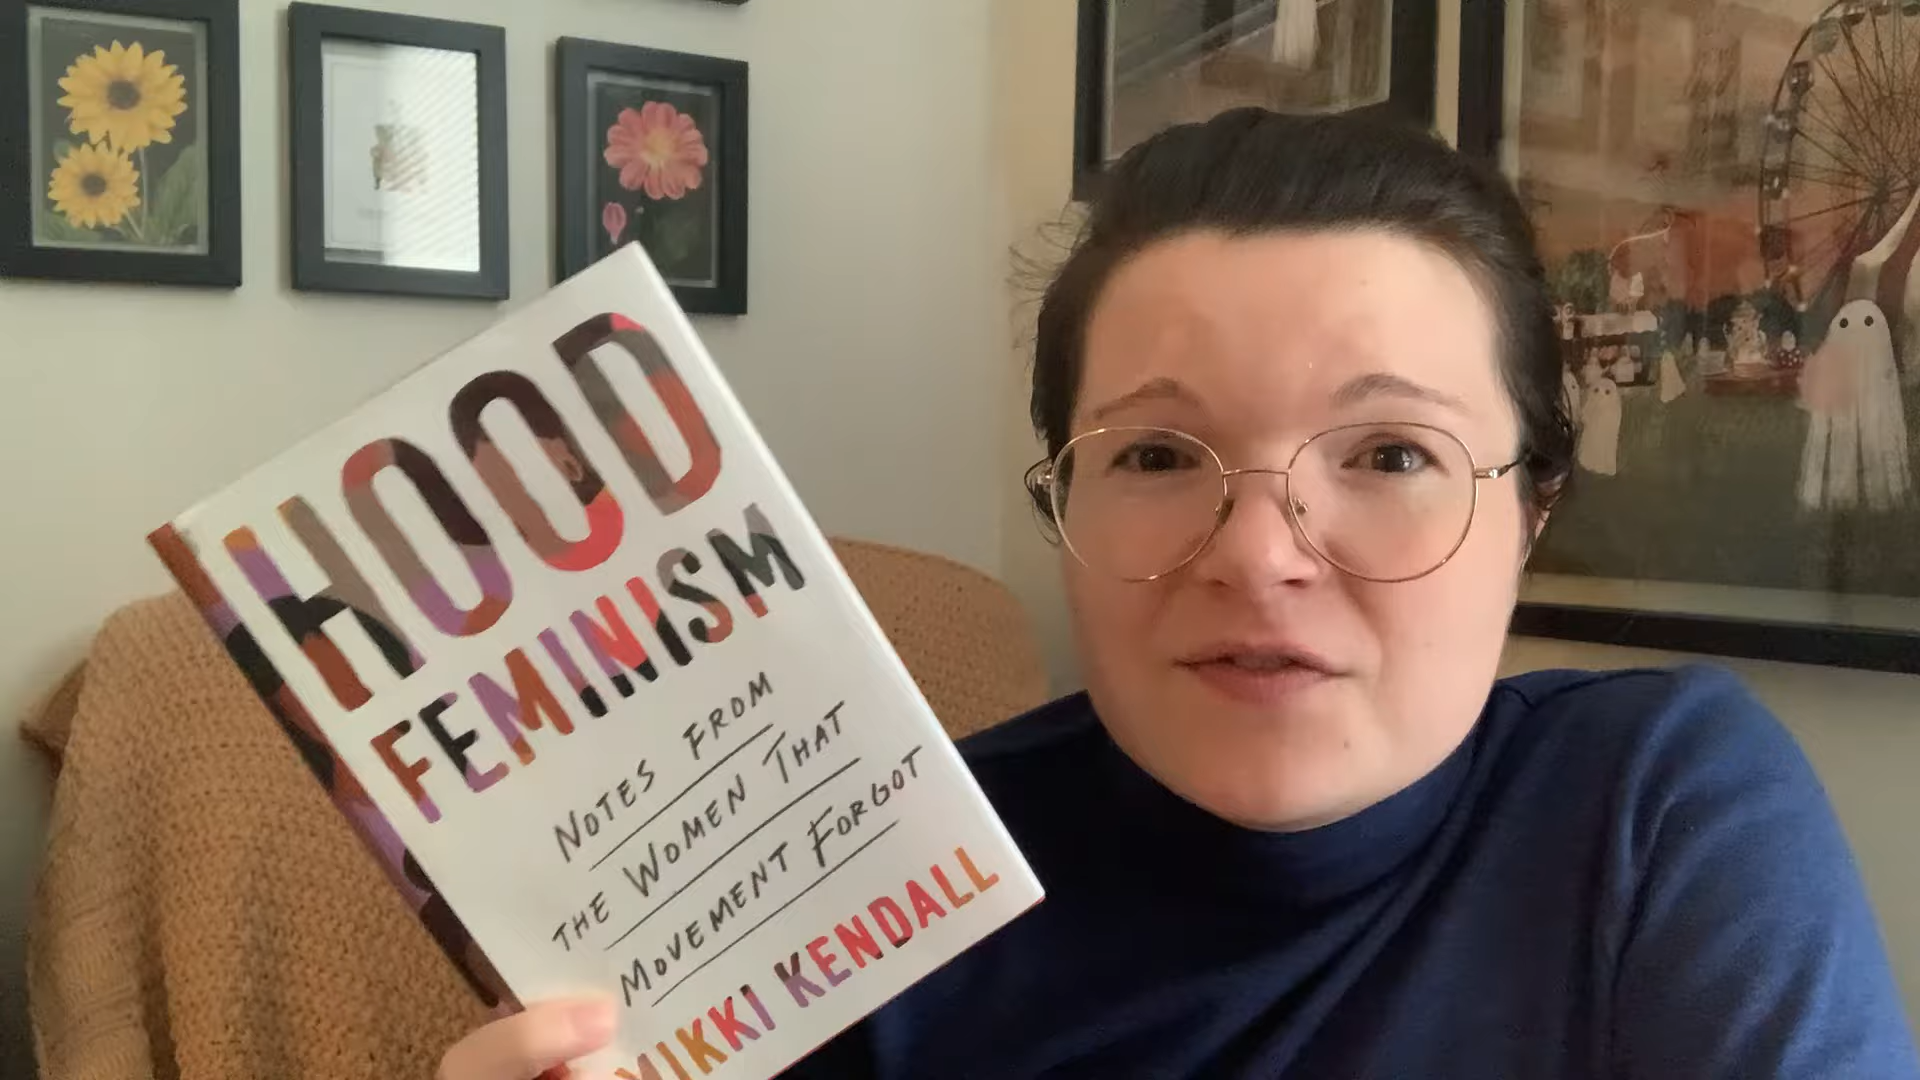 HOOD
FEMINISM
NOTES FROM
THE WOMEN THAT
MOVEMENT FORGOT
MIKKI KENDALL